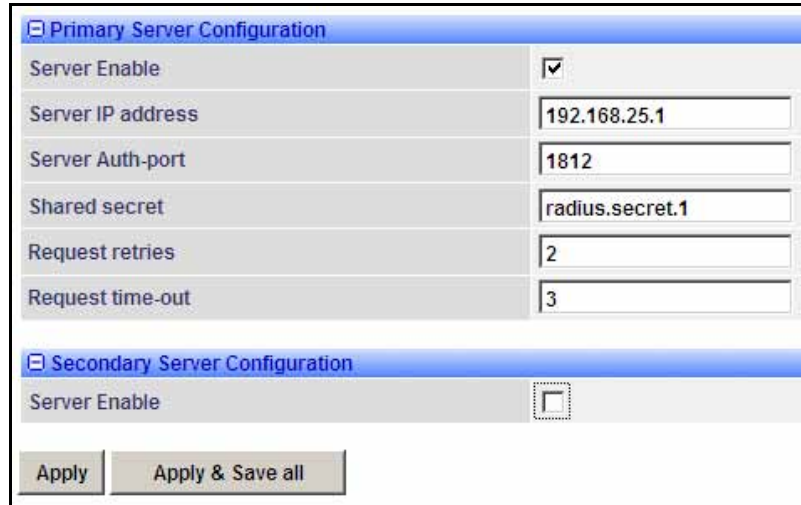 Primary Server Configuration
Server Enable
Server IP address 192.168.25.1
Server Auth-port 1812
Shared secret radius.secret.1
Request retries 2
Request time-out 3
Secondary Server Configuration
Server Enable
Apply Apply & Save all